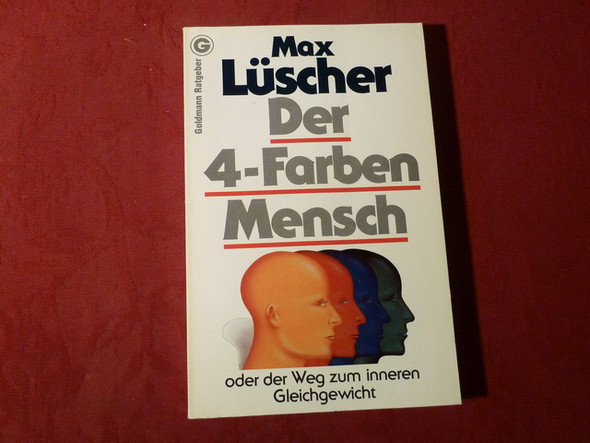 G
Goldmann Ratgeber
Max
Lüscher
Der
4-Farben
Mensch
oder der Weg zum inneren
Gleichgewicht